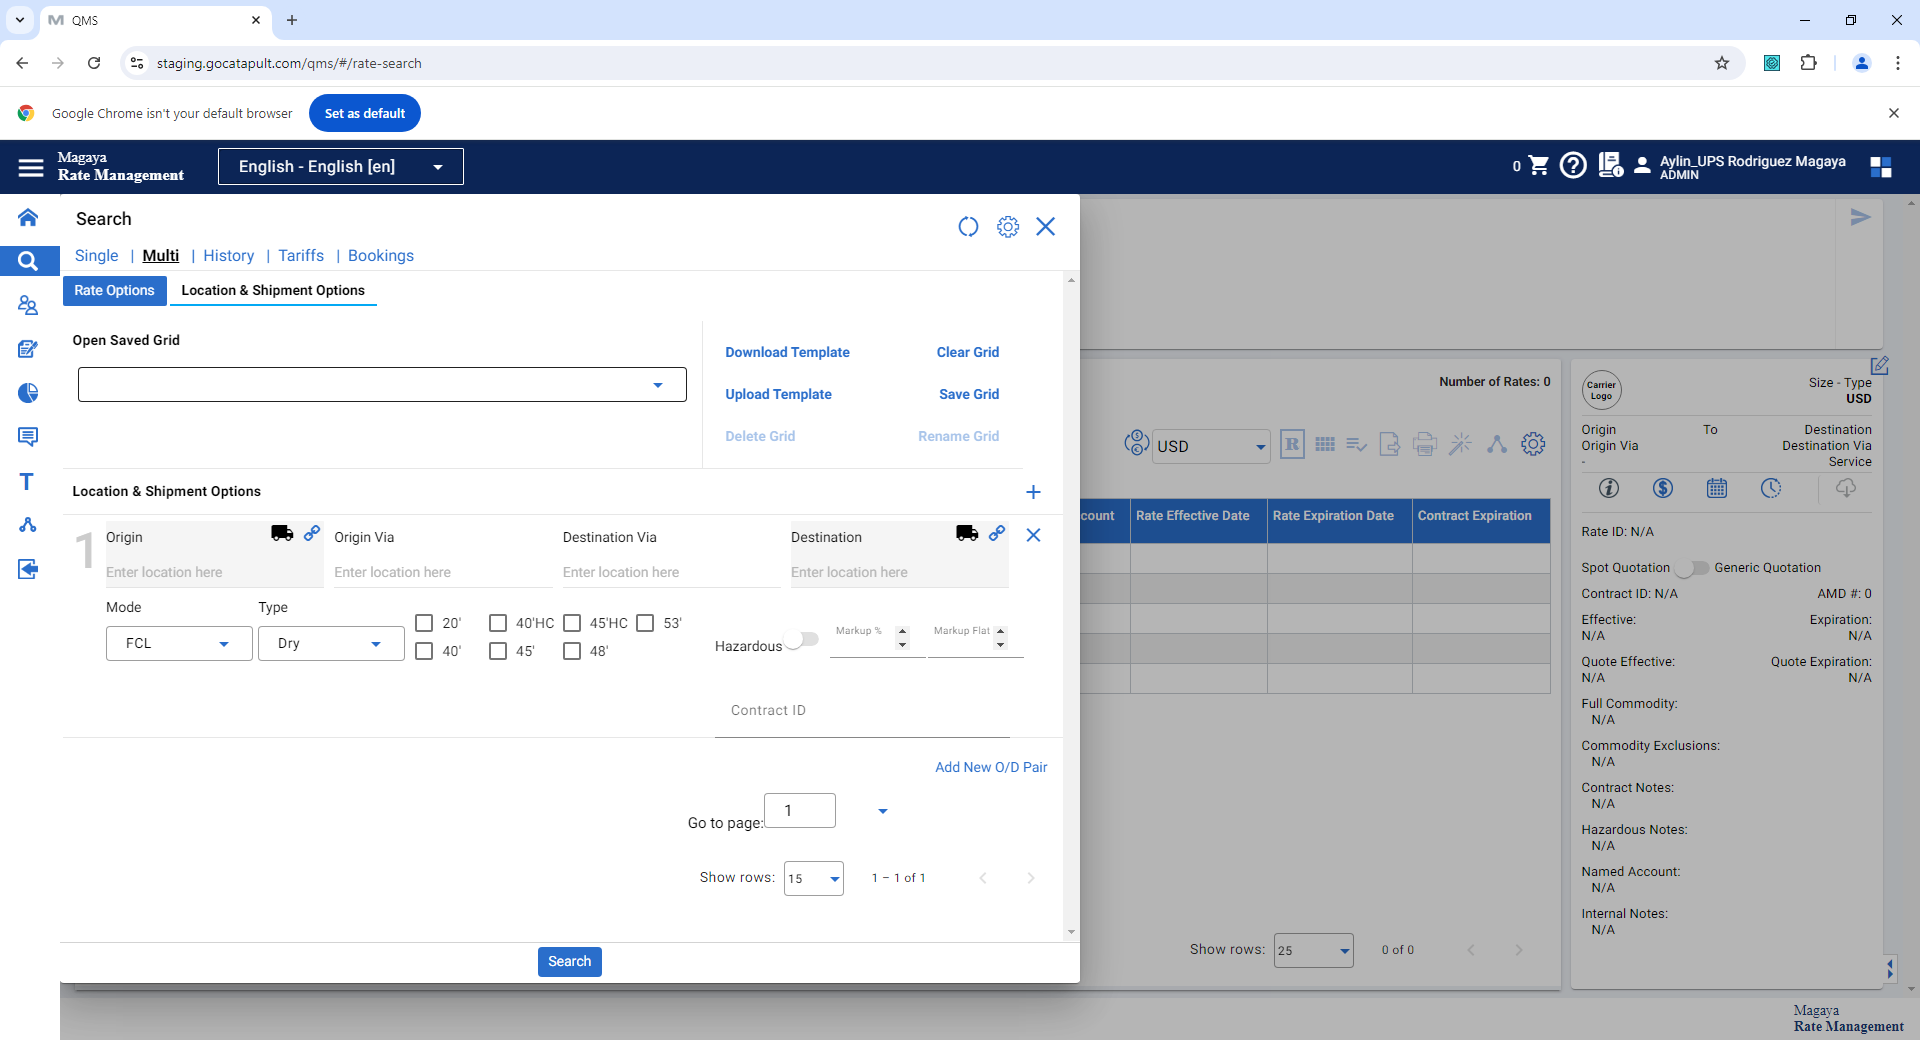 QMS
staging.gocatapult.com/qms/#/rate-search
Google Chrome isn't your default browser
Set as default
Magaya
Rate Management
English - English [en]
0
Aylin_UPS Rodriguez Magaya
ADMIN
Search
Single | Multi | History | Tariffs | Bookings
Rate Options
Location & Shipment Options
Open Saved Grid
Download Template
Clear Grid
Upload Template
Save Grid
Delete Grid
Rename Grid
Location & Shipment Options
1
Origin
Origin Via
Destination Via
Destination
Enter location here
Enter location here
Enter location here
Enter location here
Mode
Type
FCL
Dry
20'
40'HC
45'HC
53'
40'
45'
48'
Hazardous
Markup %
Markup Flat
Contract ID
Add New O/D Pair
Go to page: 1
Show rows: 15
1 – 1 of 1
Search
Number of Rates: 0
USD
R
count
Rate Effective Date
Rate Expiration Date
Contract Expiration
Show rows: 25
0 of 0
Carrier
Logo
Size - Type
USD
Origin
To
Destination
Origin Via
Destination Via
-
Service
Rate ID: N/A
Spot Quotation
Generic Quotation
Contract ID: N/A
AMD #: 0
Effective:
Expiration:
N/A
N/A
Quote Effective:
Quote Expiration:
N/A
N/A
Full Commodity:
N/A
Commodity Exclusions:
N/A
Contract Notes:
N/A
Hazardous Notes:
N/A
Named Account:
N/A
Internal Notes:
N/A
Magaya
Rate Management